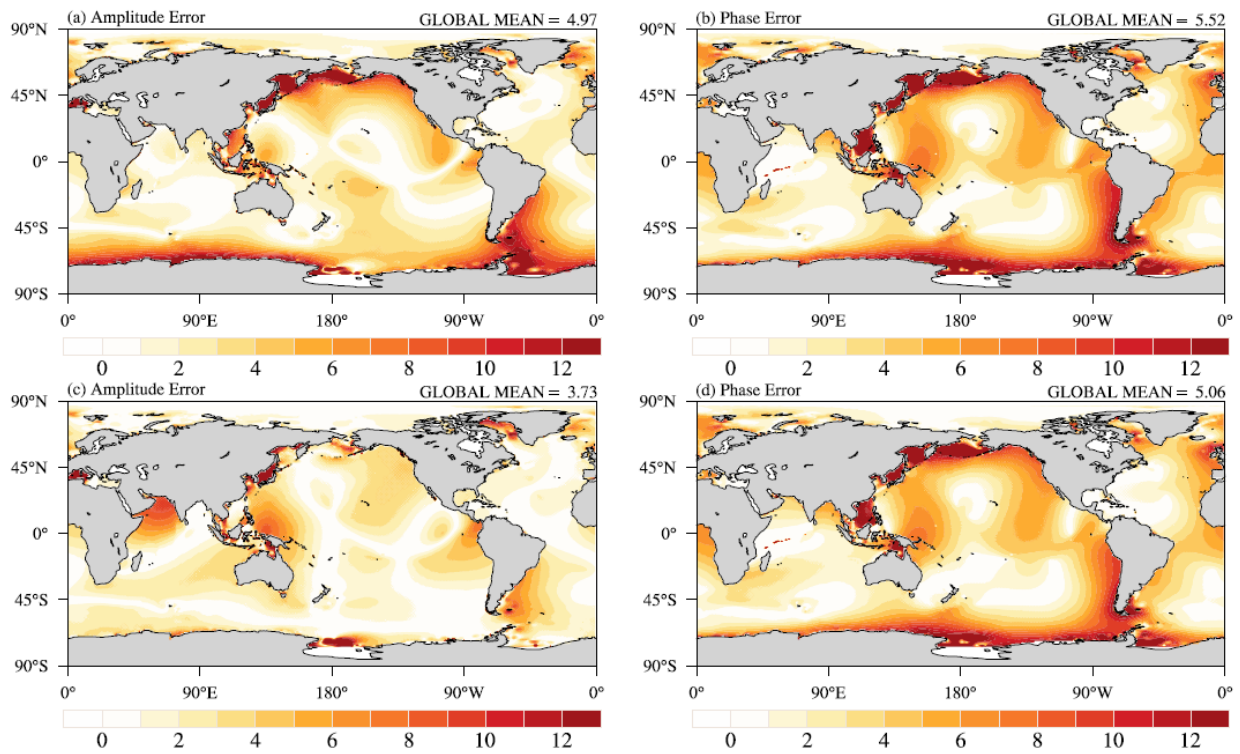 (a) Amplitude Error GLOBAL MEAN = 4.97
(b) Phase Error GLOBAL MEAN = 5.52
90°N 90°N
45°N 45°N
0° 0°
45°S 45°S
90°S 90°S
0° 90°E 180° 90°W 0° 0° 90°E 180° 90°W 0°
0 2 4 6 8 10 12 0 2 4 6 8 10 12
(c) Amplitude Error GLOBAL MEAN = 3.73
(d) Phase Error GLOBAL MEAN = 5.06
90°N 90°N
45°N 45°N
0° 0°
45°S 45°S
90°S 90°S
0° 90°E 180° 90°W 0° 0° 90°E 180° 90°W 0°
0 2 4 6 8 10 12 0 2 4 6 8 10 12